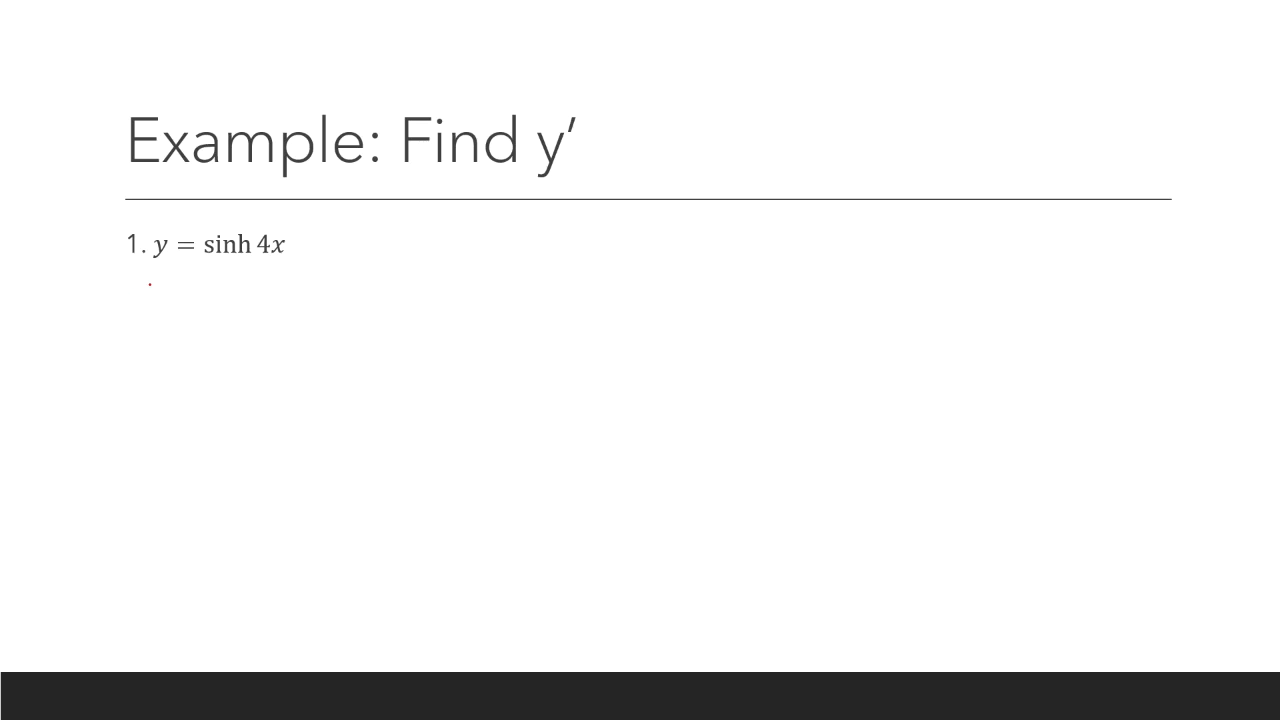 Example: Find y′
1. y = sinh 4x